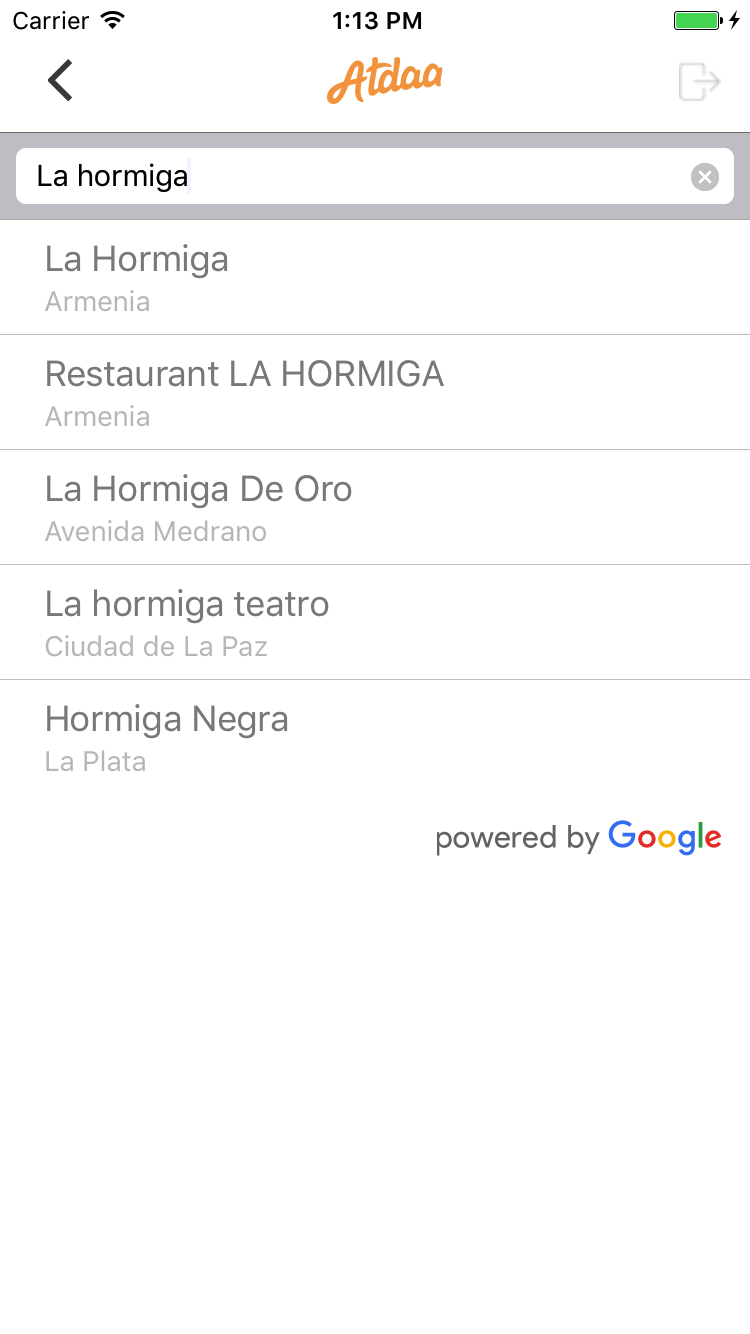 Carrier 1:13 PM
Atdaa
La hormiga
La Hormiga
Armenia
Restaurant LA HORMIGA
Armenia
La Hormiga De Oro
Avenida Medrano
La hormiga teatro
Ciudad de La Paz
Hormiga Negra
La Plata
powered by Google